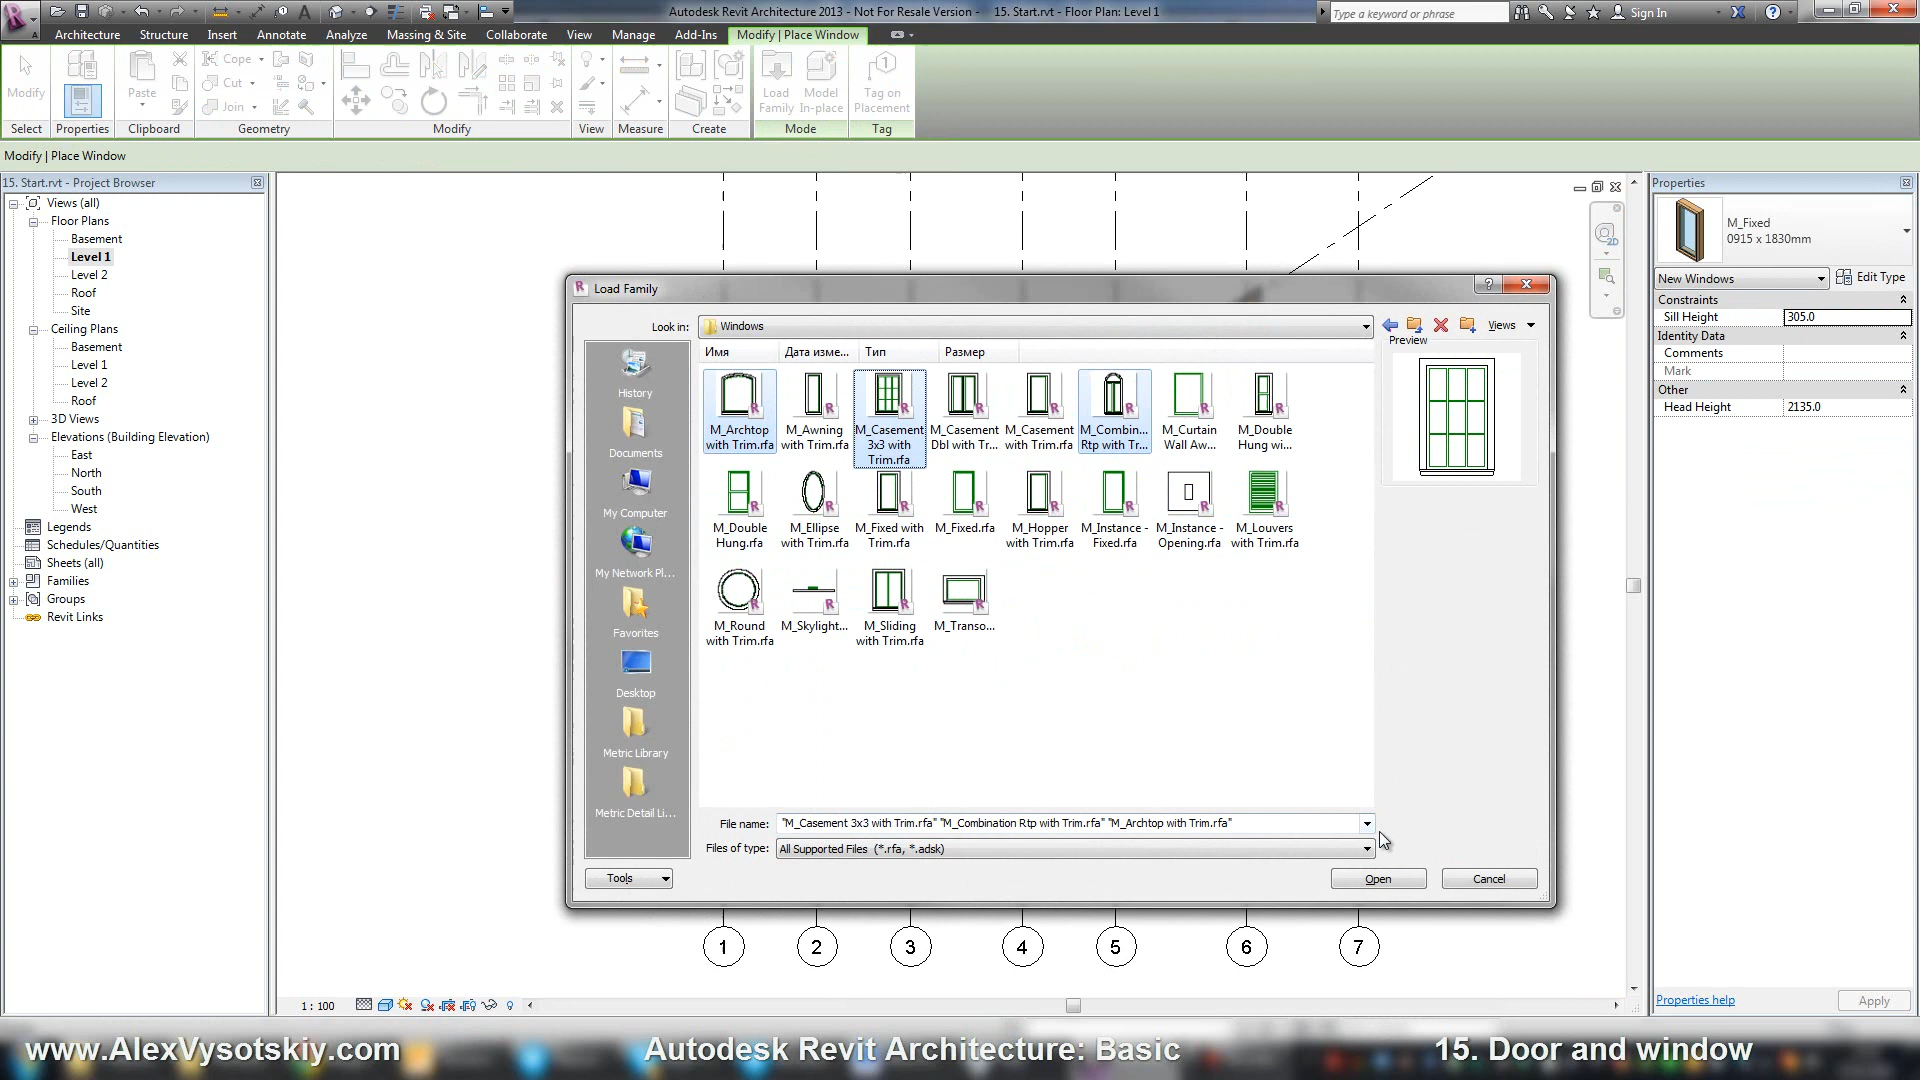 Autodesk Revit Architecture 2013 - Not For Resale Version - 15. Start.rvt - Floor Plan: Level 1
Type a keyword or phrase
Sign In
Architecture Structure Insert Annotate Analyze Massing & Site Collaborate View Manage Add-Ins Modify | Place Window
Modify
Paste
Cope
Cut
Join
Load Family
Model In-place
Tag on Placement
Select Properties Clipboard Geometry Modify View Measure Create Mode Tag
Modify | Place Window
15. Start.rvt - Project Browser
Views (all)
Floor Plans
Basement
Level 1
Level 2
Roof
Site
Ceiling Plans
Basement
Level 1
Level 2
Roof
3D Views
Elevations (Building Elevation)
East
North
South
West
Legends
Schedules/Quantities
Sheets (all)
Families
Groups
Revit Links
Load Family
Look in: Windows
Views
Preview
Имя Дата изме... Тип Размер
History
Documents
My Computer
My Network Pl...
Favorites
Desktop
Metric Library
Metric Detail Li...
M_Archtop with Trim.rfa
M_Awning with Trim.rfa
M_Casement 3x3 with Trim.rfa
M_Casement Dbl with Tr...
M_Casement with Trim.rfa
M_Combin... Rtp with Tr...
M_Curtain Wall Aw...
M_Double Hung wi...
M_Double Hung.rfa
M_Ellipse with Trim.rfa
M_Fixed with Trim.rfa
M_Fixed.rfa
M_Hopper with Trim.rfa
M_Instance - Fixed.rfa
M_Instance - Opening.rfa
M_Louvers with Trim.rfa
M_Round with Trim.rfa
M_Skylight...
M_Sliding with Trim.rfa
M_Transo...
File name: "M_Casement 3x3 with Trim.rfa" "M_Combination Rtp with Trim.rfa" "M_Archtop with Trim.rfa"
Files of type: All Supported Files (*.rfa, *.adsk)
Tools
Open
Cancel
1 2 3 4 5 6 7
1 : 100
Properties
M_Fixed
0915 x 1830mm
New Windows
Edit Type
Constraints
Sill Height 305.0
Identity Data
Comments
Mark
Other
Head Height 2135.0
Properties help
Apply
www.AlexVysotskiy.com
Autodesk Revit Architecture: Basic
15. Door and window